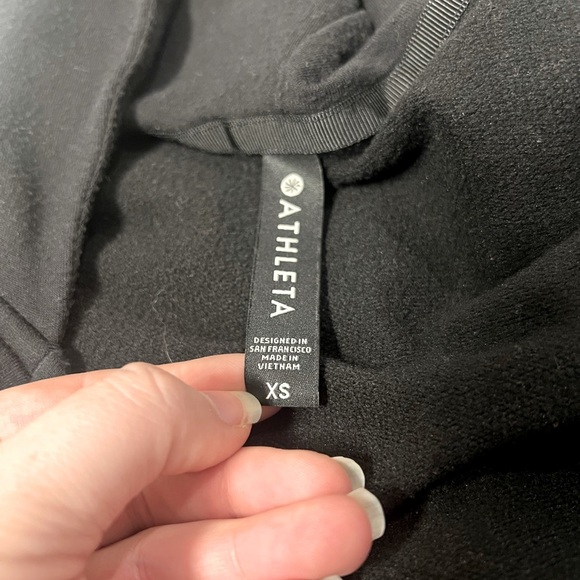 ATHLETA
DESIGNED IN
SAN FRANCISCO
MADE IN
VIETNAM
XS